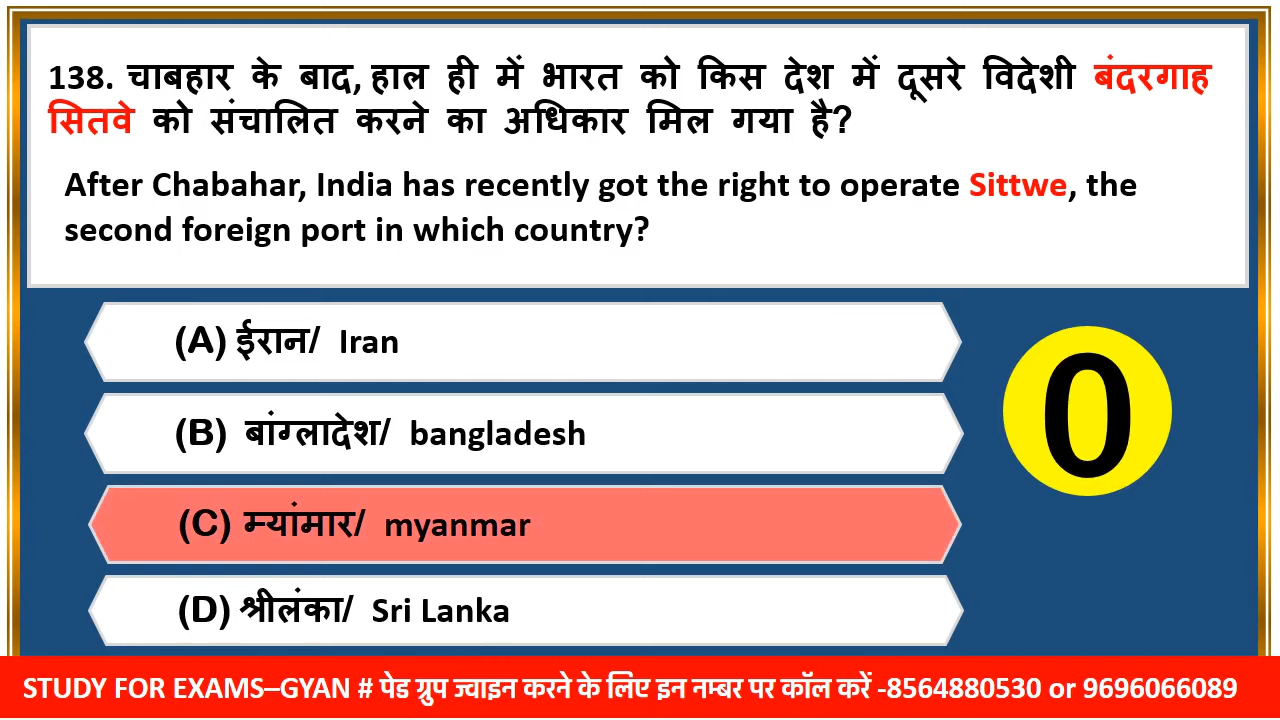 138. चाबहार के बाद, हाल ही में भारत को किस देश में दूसरे विदेशी बंदरगाह
सितवे को संचालित करने का अधिकार मिल गया है?
After Chabahar, India has recently got the right to operate Sittwe, the
second foreign port in which country?
(A) ईरान/ Iran
(B) बांग्लादेश/ bangladesh
(C) म्यांमार/ myanmar
(D) श्रीलंका/ Sri Lanka
0
STUDY FOR EXAMS–GYAN # पेड ग्रुप ज्वाइन करने के लिए इन नम्बर पर कॉल करें -8564880530 or 9696066089